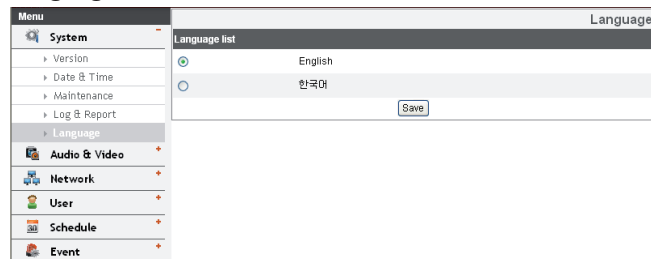 Menu
Language
System
Language list
Version
English
Date & Time
한국어
Maintenance
Save
Log & Report
Language
Audio & Video
Network
User
30
Schedule
Event